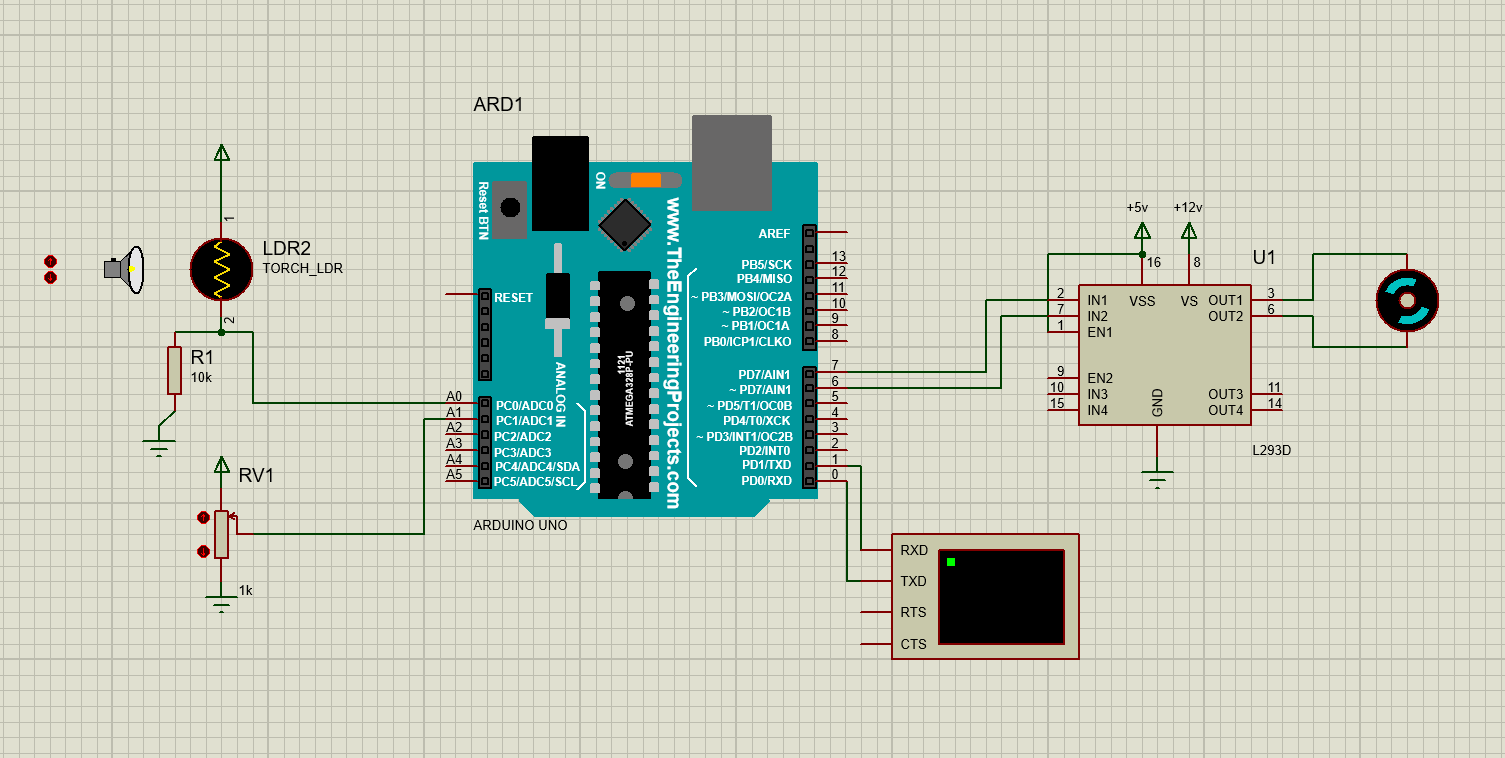 ARD1
1
LDR2
TORCH_LDR
2
R1
10k
RV1
1k
Reset BTN
ON
www.TheEngineeringProjects.com
ANALOG IN
1121
ATMEGA328P-PU
RESET
A0 PC0/ADC0
A1 PC1/ADC1
A2 PC2/ADC2
A3 PC3/ADC3
A4 PC4/ADC4/SDA
A5 PC5/ADC5/SCL
AREF
PB5/SCK 13
PB4/MISO 12
~ PB3/MOSI/OC2A 11
~ PB2/OC1B 10
~ PB1/OC1A 9
PB0/ICP1/CLKO 8
PD7/AIN1 7
~ PD7/AIN1 6
~ PD5/T1/OC0B 5
PD4/T0/XCK 4
~ PD3/INT1/OC2B 3
PD2/INT0 2
PD1/TXD 1
PD0/RXD 0
ARDUINO UNO
RXD
TXD
RTS
CTS
+5v +12v
16 8
U1
VSS VS
2 IN1 OUT1 3
7 IN2 OUT2 6
1 EN1
9 EN2
10 IN3 OUT3 11
15 IN4 OUT4 14
GND
L293D